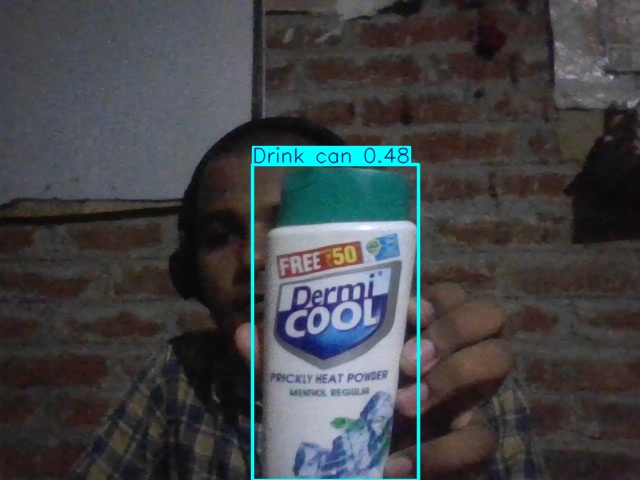 Drink can 0.48
FREE ₹50
Dermi
COOL
PRICKLY HEAT POWDER
MENTHOL REGULAR